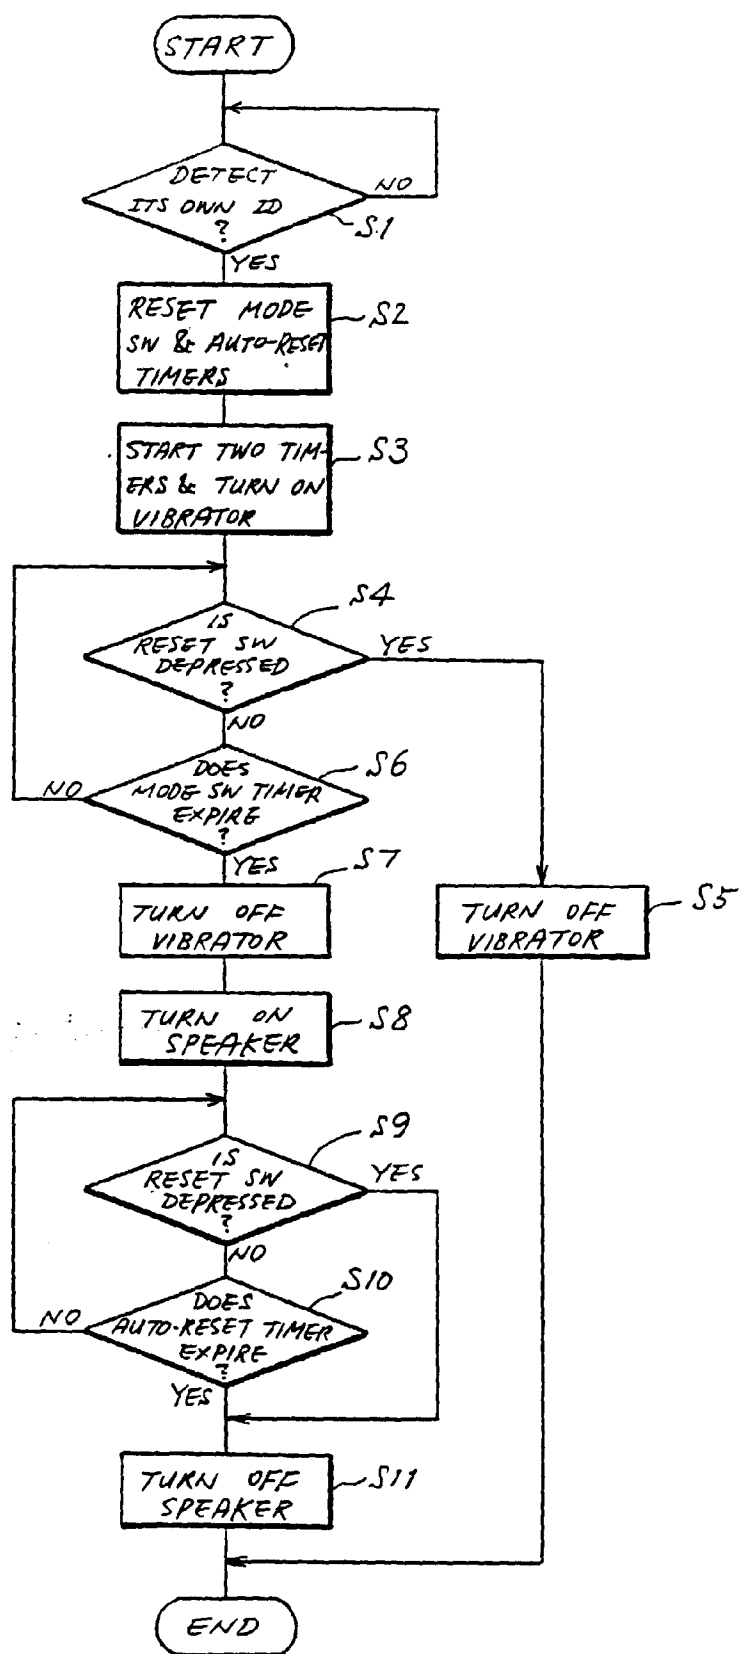 START
DETECT
ITS OWN ID
?
NO
S1
YES
RESET MODE
SW & AUTO-RESET
TIMERS
S2
START TWO TIM-
ERS & TURN ON
VIBRATOR
S3
IS
RESET SW
DEPRESSED
?
S4
YES
NO
DOES
MODE SW TIMER
EXPIRE
?
S6
NO
YES
TURN OFF
VIBRATOR
S7
TURN OFF
VIBRATOR
S5
TURN ON
SPEAKER
S8
IS
RESET SW
DEPRESSED
?
S9
YES
NO
DOES
AUTO-RESET TIMER
EXPIRE
?
S10
NO
YES
TURN OFF
SPEAKER
S11
END